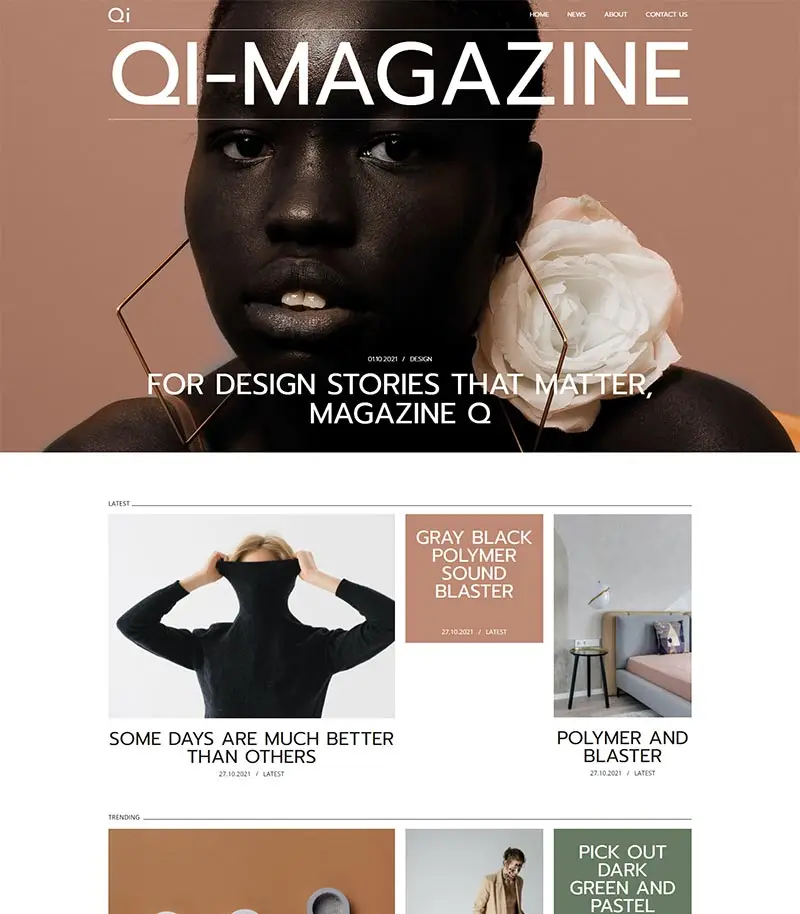 Qi
HOME NEWS ABOUT CONTACT US
QI-MAGAZINE
01.10.2021 / DESIGN
FOR DESIGN STORIES THAT MATTER,
MAGAZINE Q
LATEST
SOME DAYS ARE MUCH BETTER
THAN OTHERS
27.10.2021 / LATEST
GRAY BLACK
POLYMER
SOUND
BLASTER
27.10.2021 / LATEST
POLYMER AND
BLASTER
27.10.2021 / LATEST
TRENDING
PICK OUT
DARK
GREEN AND
PASTEL